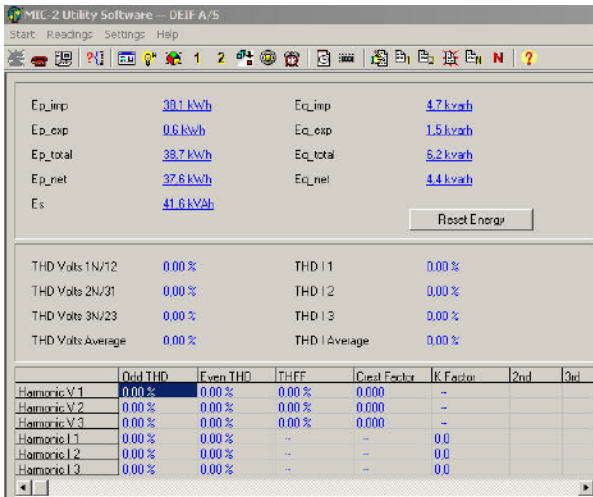 MIC-2 Utility Software -- DEIF A/S
Start Readings Settings Help
1 2 N ?
Ep_imp 38.1 kWh Eq_imp 4.7 kvarh
Ep_exp 0.6 kWh Eq_exp 1.5 kvarh
Ep_total 38.7 kWh Eq_total 6,2 kvarh
Ep_net 37.6 kWh Eq_net 4.4 kvarh
Es 41.6 kVAh
Reset Energy
THD Volts 1N/12 0.00 % THD I 1 0.00 %
THD Volts 2N/31 0,00 % THD I 2 0,00 %
THD Volts 3N/23 0.00 % THD I 3 0,00 %
THD Volts Average 0,00 % THD I Average 0,00 %
Odd THD Even THD THFF Crest Factor K Factor 2nd 3rd
Harmonic V 1 0.00 % 0.00 % 0.00 % 0.000 --
Harmonic V 2 0.00 % 0.00 % 0.00 % 0.000 --
Harmonic V 3 0.00 % 0.00 % 0.00 % 0.000 --
Harmonic I 1 0.00 % 0.00 % -- -- 0,0
Harmonic I 2 0.00 % 0.00 % -- -- 0,0
Harmonic I 3 0.00 % 0.00 % -- -- 0,0